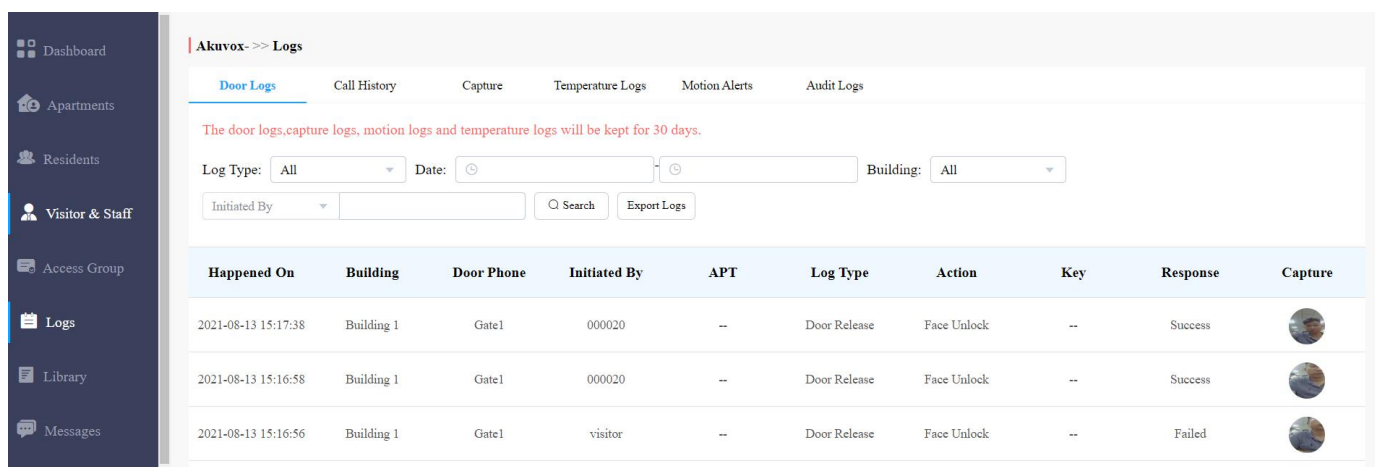 Dashboard
Apartments
Residents
Visitor & Staff
Access Group
Logs
Library
Messages
Akuvox- >> Logs
Door Logs Call History Capture Temperature Logs Motion Alerts Audit Logs
The door logs,capture logs, motion logs and temperature logs will be kept for 30 days.
Log Type: All Date: - Building: All
Initiated By Search Export Logs
Happened On Building Door Phone Initiated By APT Log Type Action Key Response Capture
2021-08-13 15:17:38 Building 1 Gate1 000020 -- Door Release Face Unlock -- Success
2021-08-13 15:16:58 Building 1 Gate1 000020 -- Door Release Face Unlock -- Success
2021-08-13 15:16:56 Building 1 Gate1 visitor -- Door Release Face Unlock -- Failed